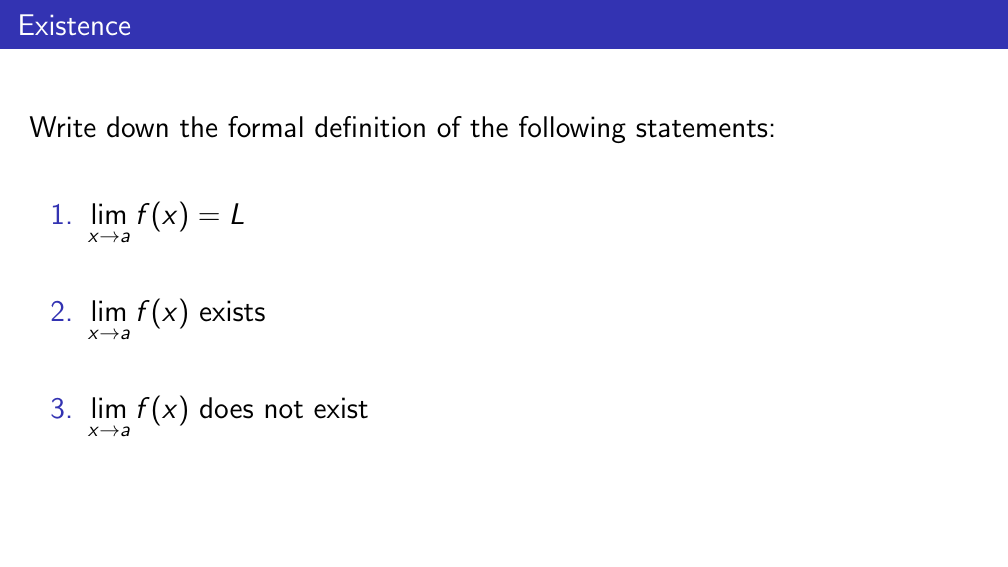 Existence
Write down the formal definition of the following statements:
1. lim f(x) = L
x→a
2. lim f(x) exists
x→a
3. lim f(x) does not exist
x→a